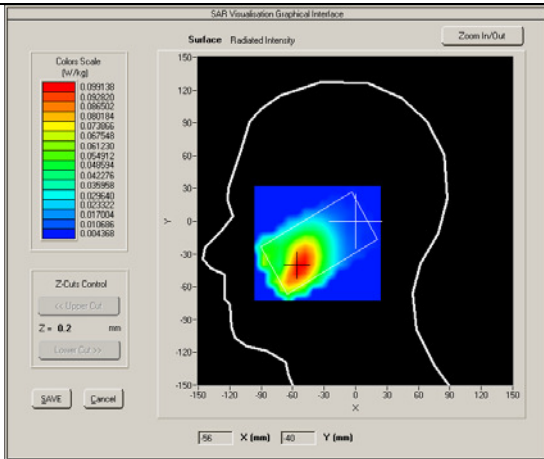 SAR Visualisation Graphical Interface
Surface Radiated Intensity
Zoom In/Out
Colors Scale
(W/kg)
0.099138
0.092820
0.086502
0.080184
0.073866
0.067548
0.061230
0.054912
0.048594
0.042276
0.035958
0.029640
0.023322
0.017004
0.010686
0.004368
150
120
90
60
30
0
-30
-60
-90
-120
-150
Y
-150 -120 -90 -60 -30 0 30 60 90 120 150
X
Z-Cuts Control
<< Upper Cut
Z = 0.2 mm
Lower Cut >>
SAVE Cancel
-56 X (mm) -40 Y (mm)